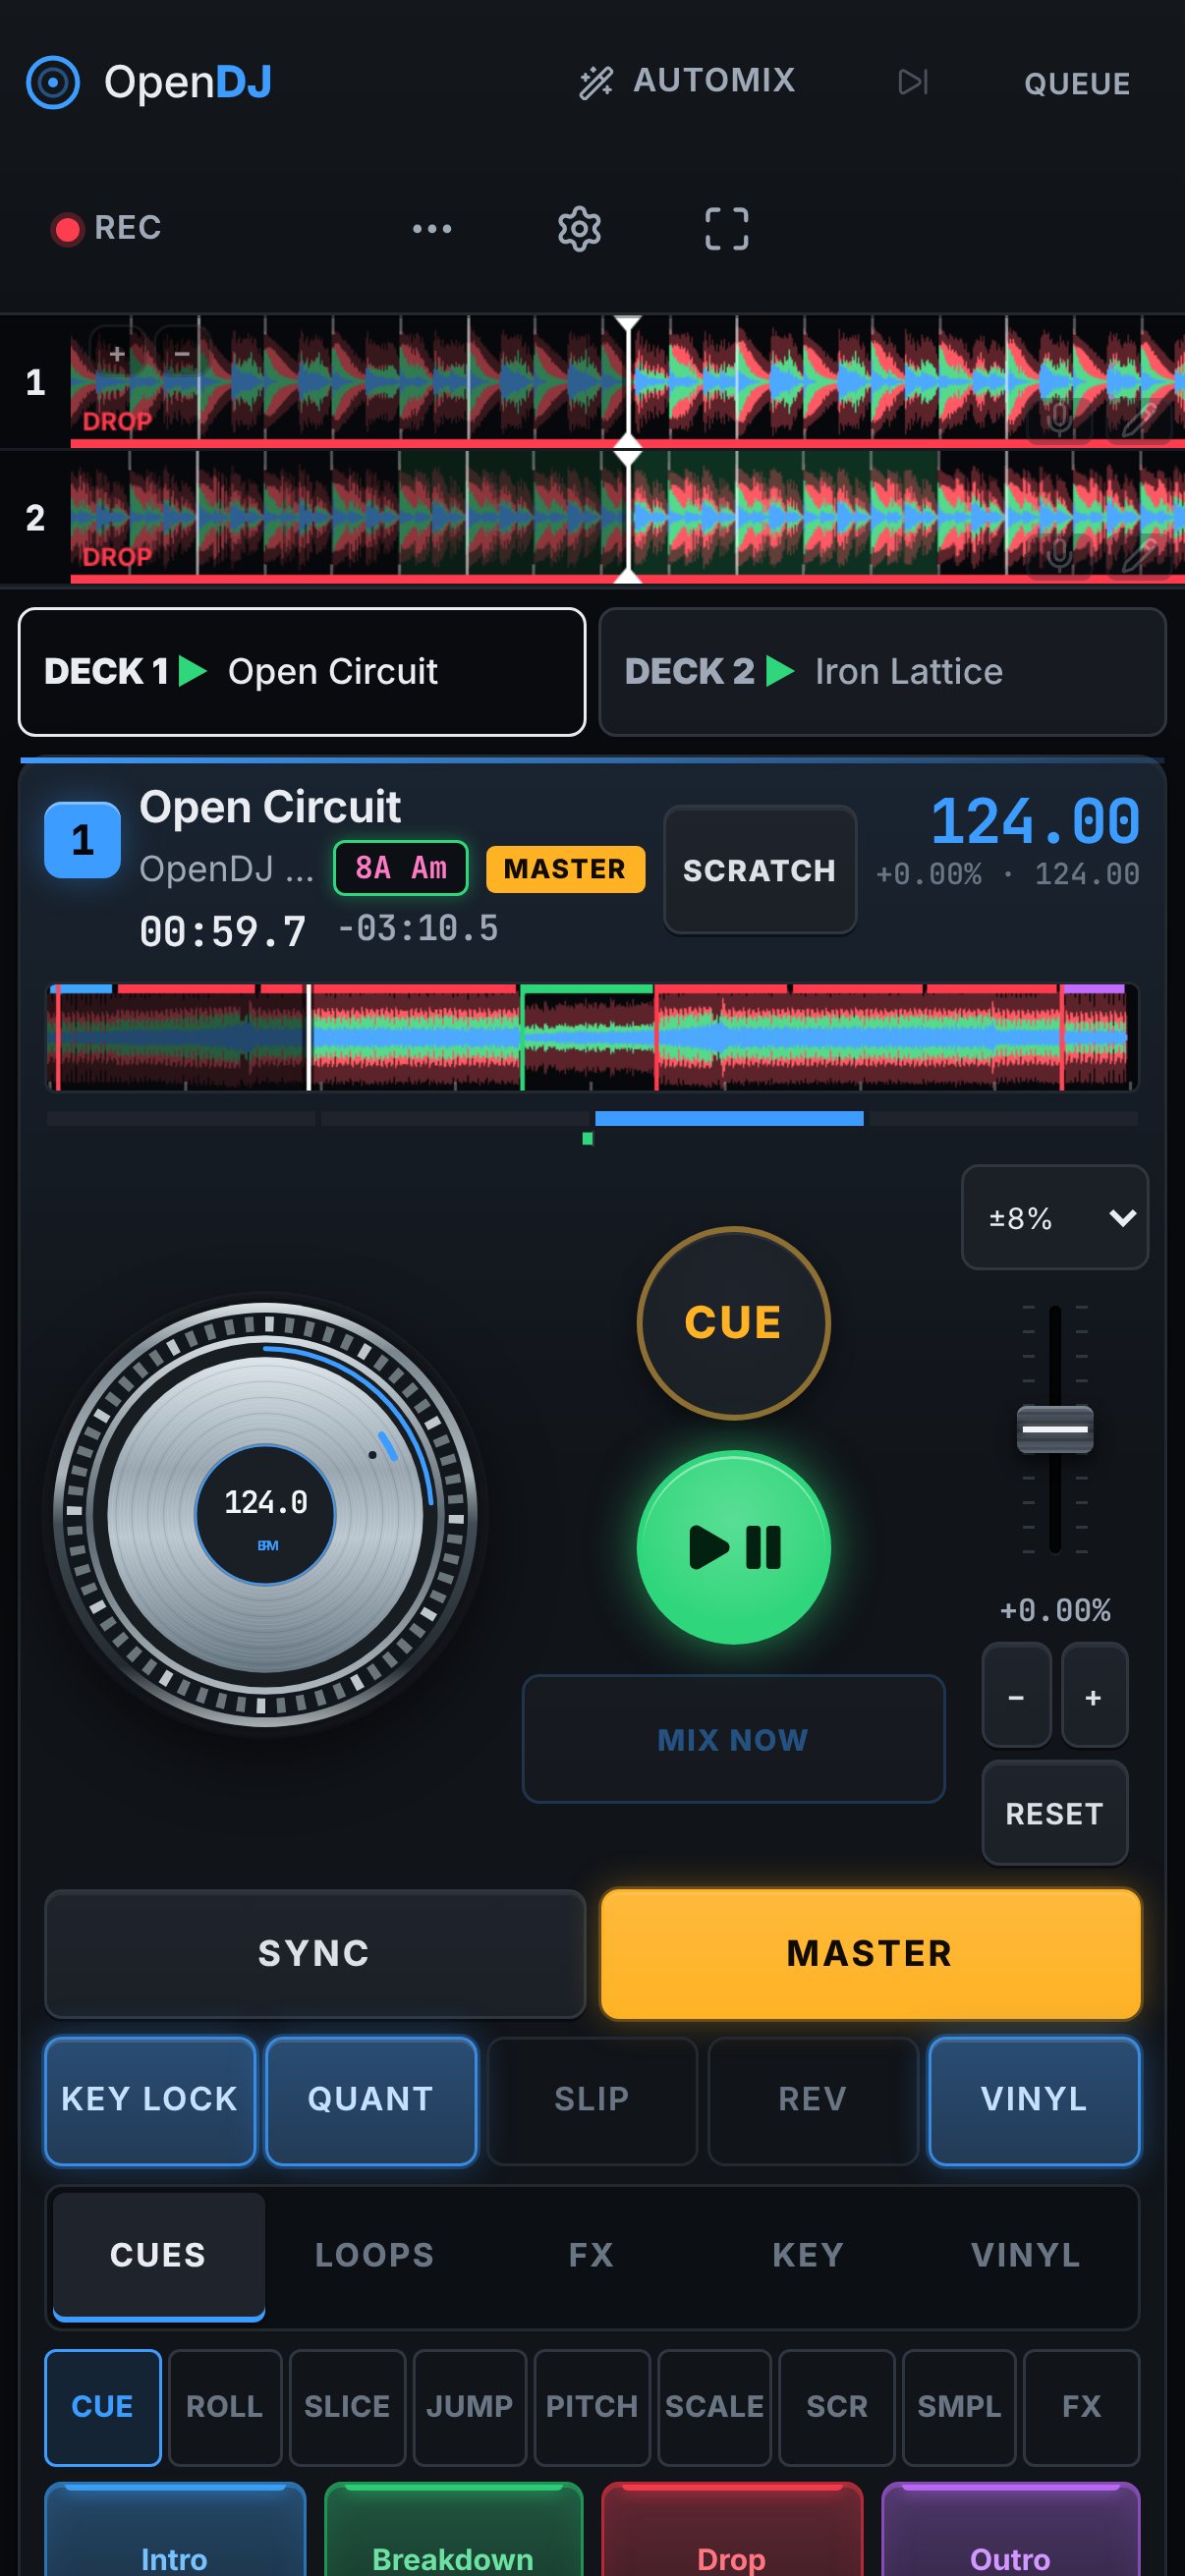 OpenDJ
AUTOMIX
QUEUE
REC
+ −
1
DROP
2
DROP
DECK 1 Open Circuit
DECK 2 Iron Lattice
1
Open Circuit
OpenDJ ...
8A Am
MASTER
SCRATCH
124.00
+0.00% · 124.00
00:59.7 -03:10.5
±8%
CUE
124.0
BPM
+0.00%
− +
MIX NOW
RESET
SYNC MASTER
KEY LOCK QUANT SLIP REV VINYL
CUES LOOPS FX KEY VINYL
CUE ROLL SLICE JUMP PITCH SCALE SCR SMPL FX
Intro Breakdown Drop Outro